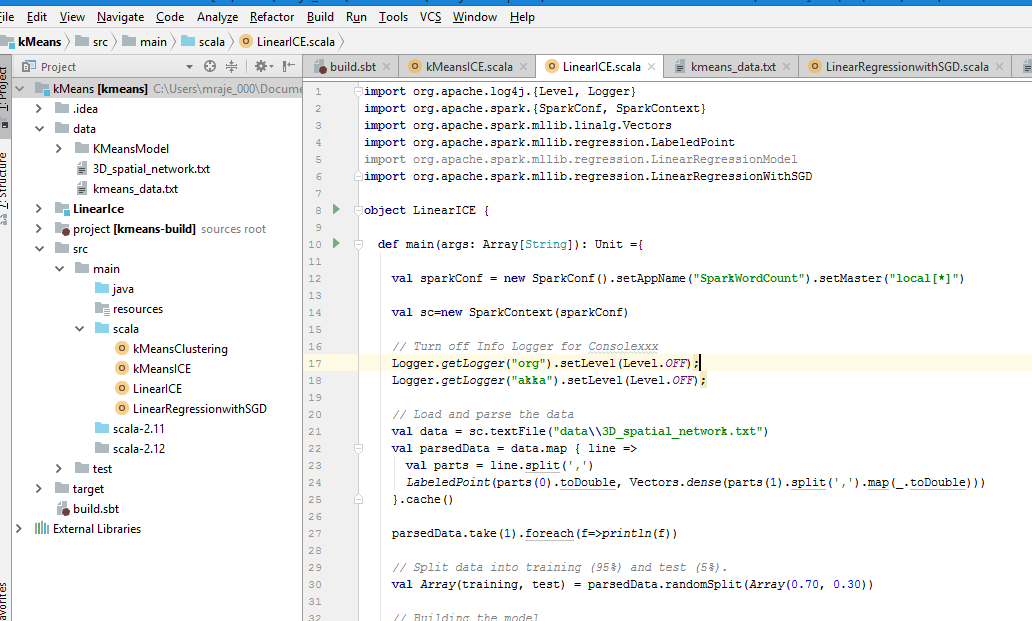 File Edit View Navigate Code Analyze Refactor Build Run Tools VCS Window Help
kMeans src main scala LinearICE.scala
Project
build.sbt kMeansICE.scala LinearICE.scala kmeans_data.txt LinearRegressionwithSGD.scala
1: Project
7: Structure
kMeans [kmeans] C:\Users\mraje_000\Docume
.idea
data
KMeansModel
3D_spatial_network.txt
kmeans_data.txt
LinearIce
project [kmeans-build] sources root
src
main
java
resources
scala
kMeansClustering
kMeansICE
LinearICE
LinearRegressionwithSGD
scala-2.11
scala-2.12
test
target
build.sbt
External Libraries
1 import org.apache.log4j.{Level, Logger}
2 import org.apache.spark.{SparkConf, SparkContext}
3 import org.apache.spark.mllib.linalg.Vectors
4 import org.apache.spark.mllib.regression.LabeledPoint
5 import org.apache.spark.mllib.regression.LinearRegressionModel
6 import org.apache.spark.mllib.regression.LinearRegressionWithSGD
7
8 object LinearICE {
9
10 def main(args: Array[String]): Unit ={
11
12 val sparkConf = new SparkConf().setAppName("SparkWordCount").setMaster("local[*]")
13
14 val sc=new SparkContext(sparkConf)
15
16 // Turn off Info Logger for Consolexxx
17 Logger.getLogger("org").setLevel(Level.OFF);
18 Logger.getLogger("akka").setLevel(Level.OFF);
19
20 // Load and parse the data
21 val data = sc.textFile("data\\3D_spatial_network.txt")
22 val parsedData = data.map { line =>
23 val parts = line.split(',')
24 LabeledPoint(parts(0).toDouble, Vectors.dense(parts(1).split(',').map(_.toDouble)))
25 }.cache()
26
27 parsedData.take(1).foreach(f=>println(f))
28
29 // Split data into training (95%) and test (5%).
30 val Array(training, test) = parsedData.randomSplit(Array(0.70, 0.30))
31
32 // Building the model